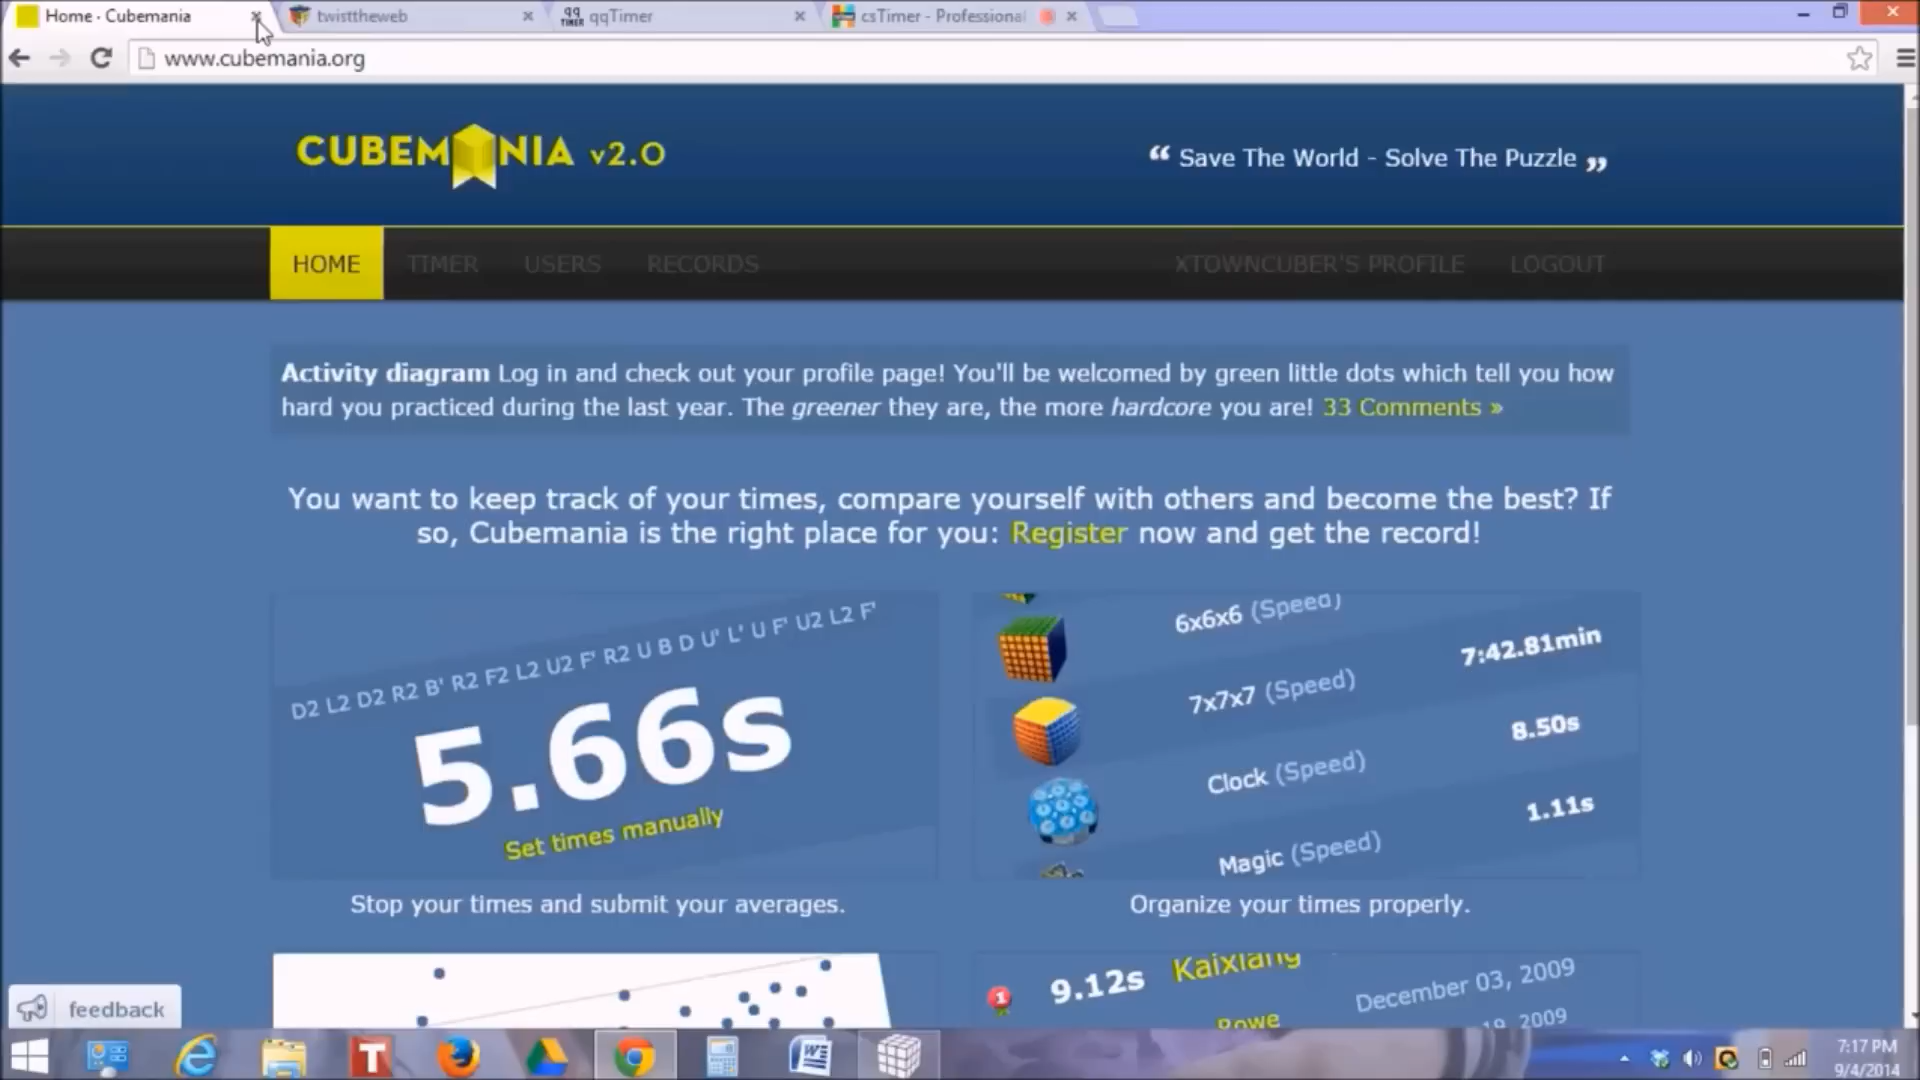 Home · Cubemania
twisttheweb
qq TIMER qqTimer
csTimer - Professional
www.cubemania.org
CUBEMANIA v2.0
“ Save The World - Solve The Puzzle ”
HOME TIMER USERS RECORDS XTOWNCUBER'S PROFILE LOGOUT
Activity diagram Log in and check out your profile page! You'll be welcomed by green little dots which tell you how
hard you practiced during the last year. The greener they are, the more hardcore you are! 33 Comments »
You want to keep track of your times, compare yourself with others and become the best? If
so, Cubemania is the right place for you: Register now and get the record!
D2 L2 D2 R2 B' R2 F2 L2 U2 F' R2 U B D U' L' U F' U2 L2 F'
5.66s
Set times manually
6x6x6 (Speed)
7:42.81min
7x7x7 (Speed)
8.50s
Clock (Speed)
1.11s
Magic (Speed)
Stop your times and submit your averages.
Organize your times properly.
1 9.12s Kaixiang December 03, 2009
Rowe 2009
feedback
7:17 PM
9/4/2014